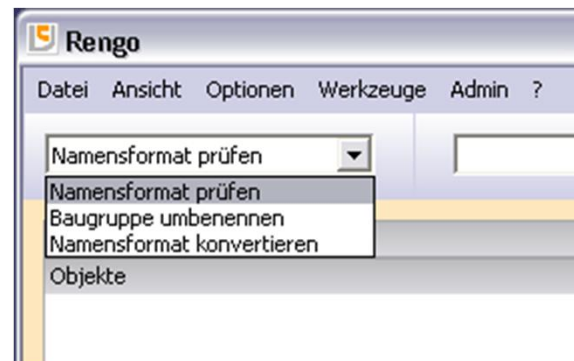 Rengo
Datei Ansicht Optionen Werkzeuge Admin ?
Namensformat prüfen
Namensformat prüfen
Baugruppe umbenennen
Namensformat konvertieren
Objekte